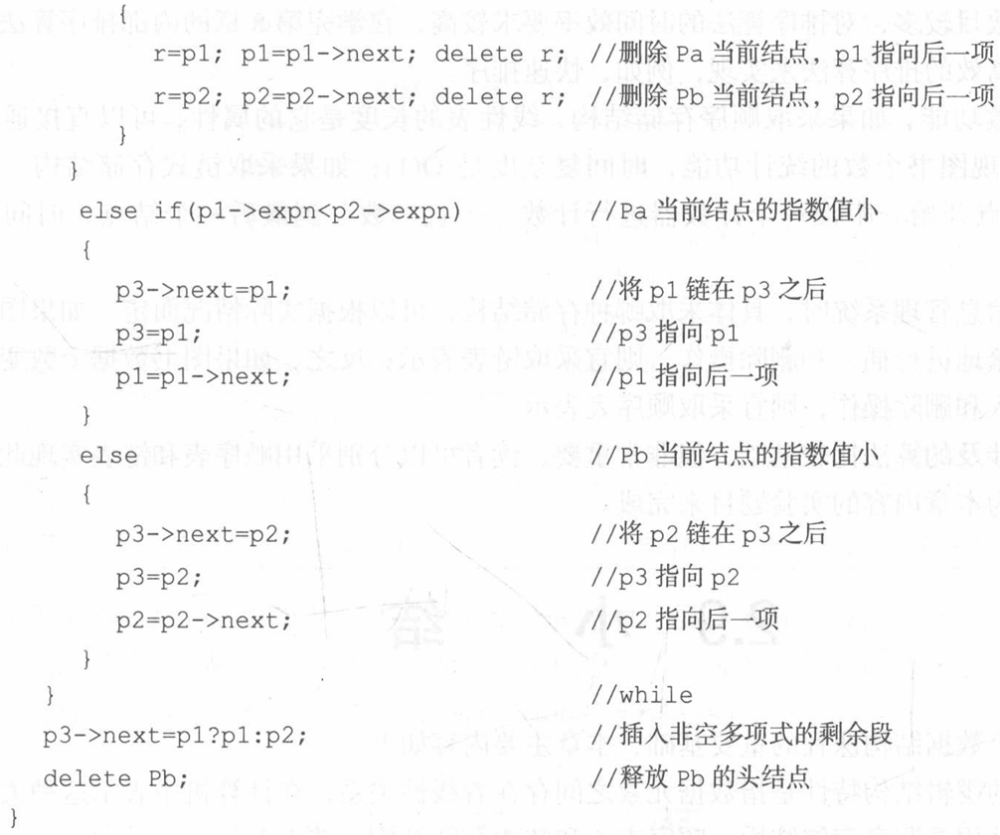 {
r=p1; p1=p1->next; delete r; //删除 Pa 当前结点，p1 指向后一项
r=p2; p2=p2->next; delete r; //删除 Pb 当前结点，p2 指向后一项
}
}
else if(p1->expn<p2->expn) //Pa 当前结点的指数值小
{
p3->next=p1; //将 p1 链在 p3 之后
p3=p1; //p3 指向 p1
p1=p1->next; //p1 指向后一项
}
else //Pb 当前结点的指数值小
{
p3->next=p2; //将 p2 链在 p3 之后
p3=p2; //p3 指向 p2
p2=p2->next; //p2 指向后一项
}
} //while
p3->next=p1?p1:p2; //插入非空多项式的剩余段
delete Pb; //释放 Pb 的头结点
}